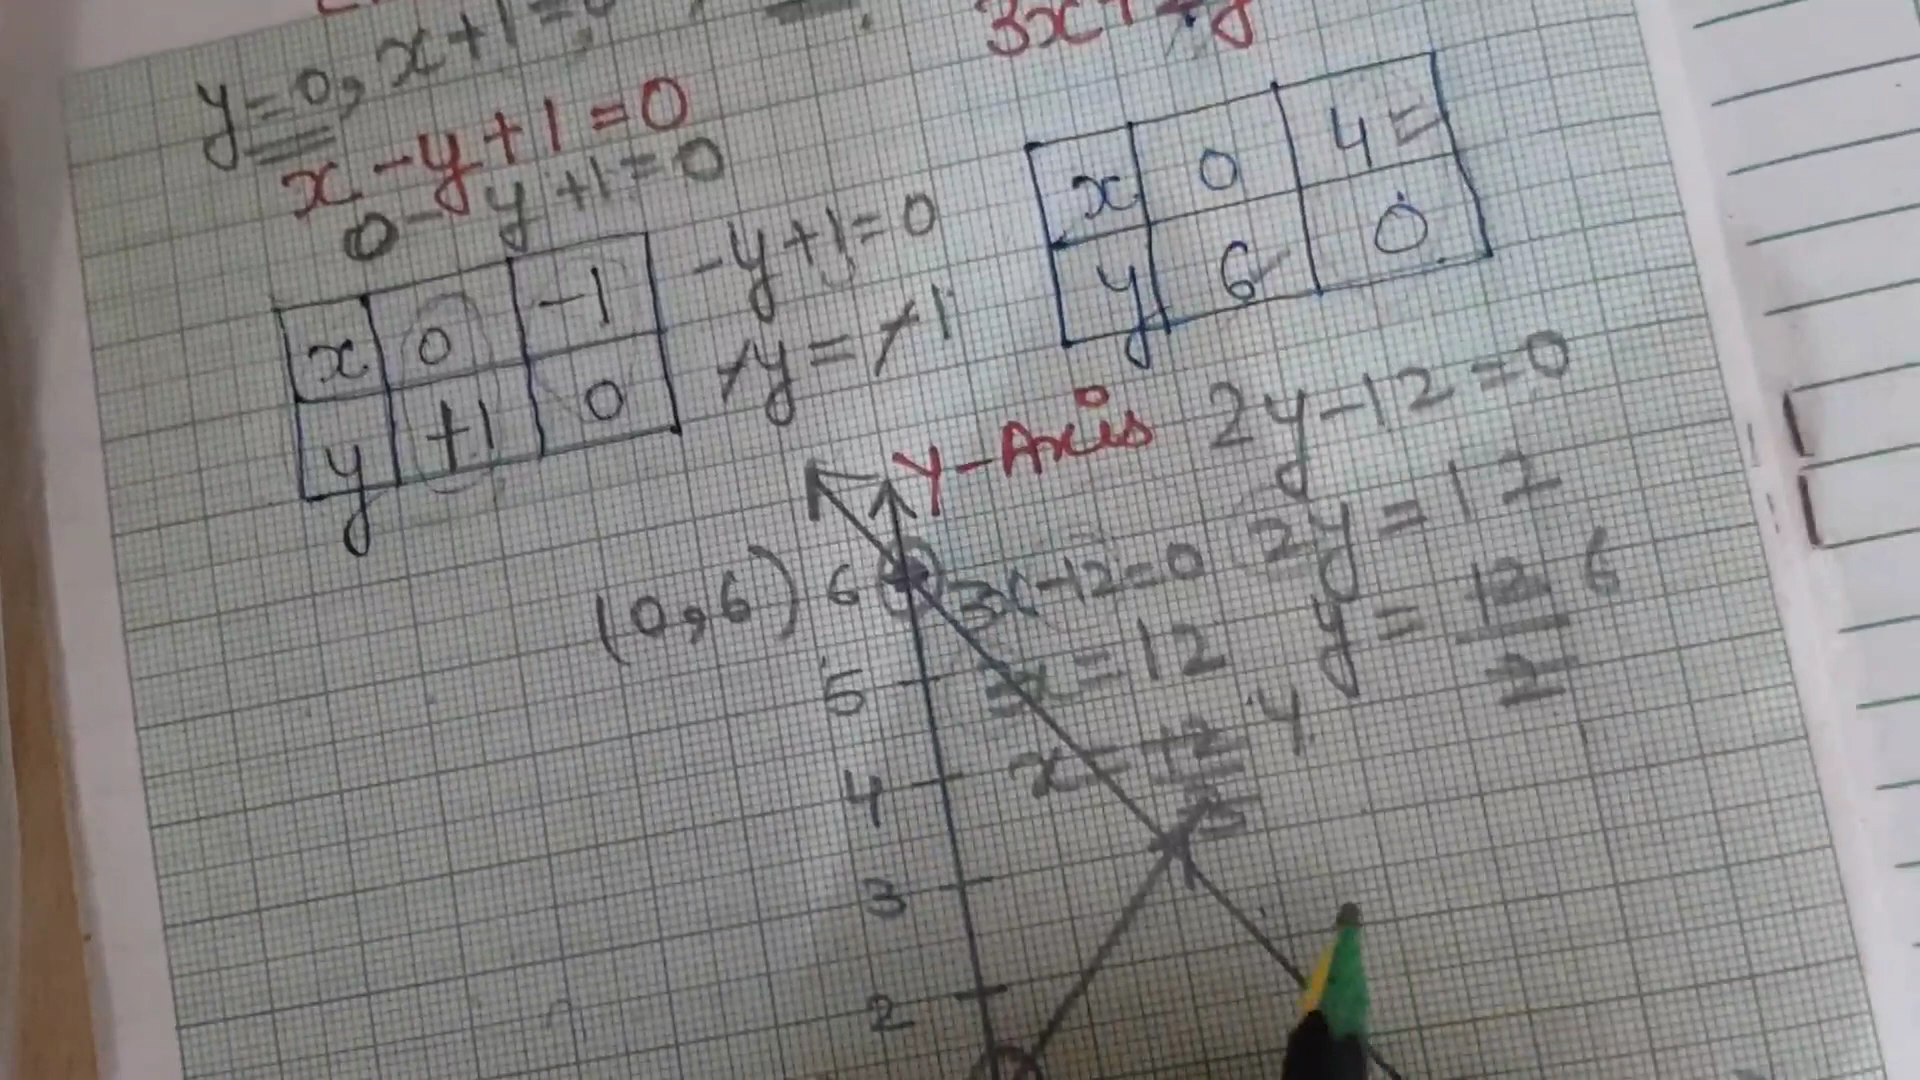 y=0, x+1=0
x-y+1=0
0-y+1=0
-y+1=0
-y=-1
x 0 -1
y +1 0
3x+2y
x 0 4=
y 6 0
Y-Axis
2y-12=0
2y=12
y=12/2 6
(0,6) 6
3x-12=0
3x=12
x=12/3 4
5
4
3
2